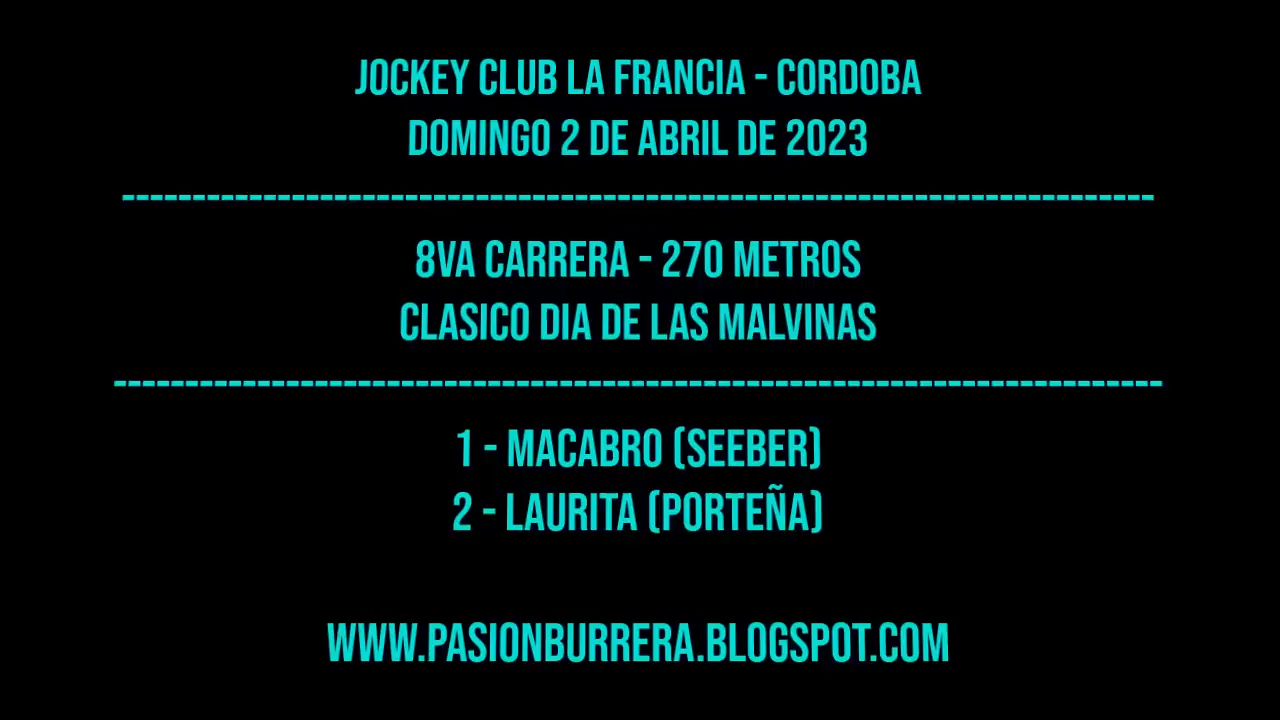 JOCKEY CLUB LA FRANCIA - CORDOBA
DOMINGO 2 DE ABRIL DE 2023
--------------------------------------------------------------------------
8VA CARRERA - 270 METROS
CLASICO DIA DE LAS MALVINAS
---------------------------------------------------------------------------
1 - MACABRO (SEEBER)
2 - LAURITA (PORTEÑA)
WWW.PASIONBURRERA.BLOGSPOT.COM